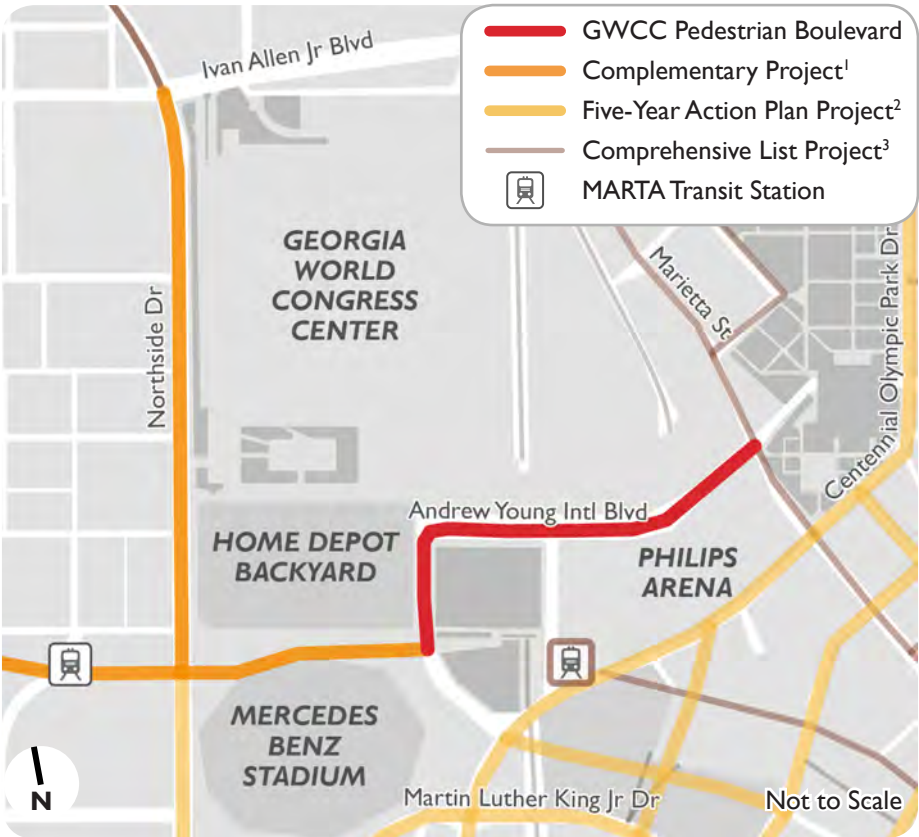 GWCC Pedestrian Boulevard
Complementary Project¹
Five-Year Action Plan Project²
Comprehensive List Project³
MARTA Transit Station
Ivan Allen Jr Blvd
GEORGIA
WORLD
CONGRESS
CENTER
Marietta St
Centennial Olympic Park Dr
Northside Dr
Andrew Young Intl Blvd
HOME DEPOT
BACKYARD
PHILIPS
ARENA
MERCEDES
BENZ
STADIUM
N
Martin Luther King Jr Dr
Not to Scale